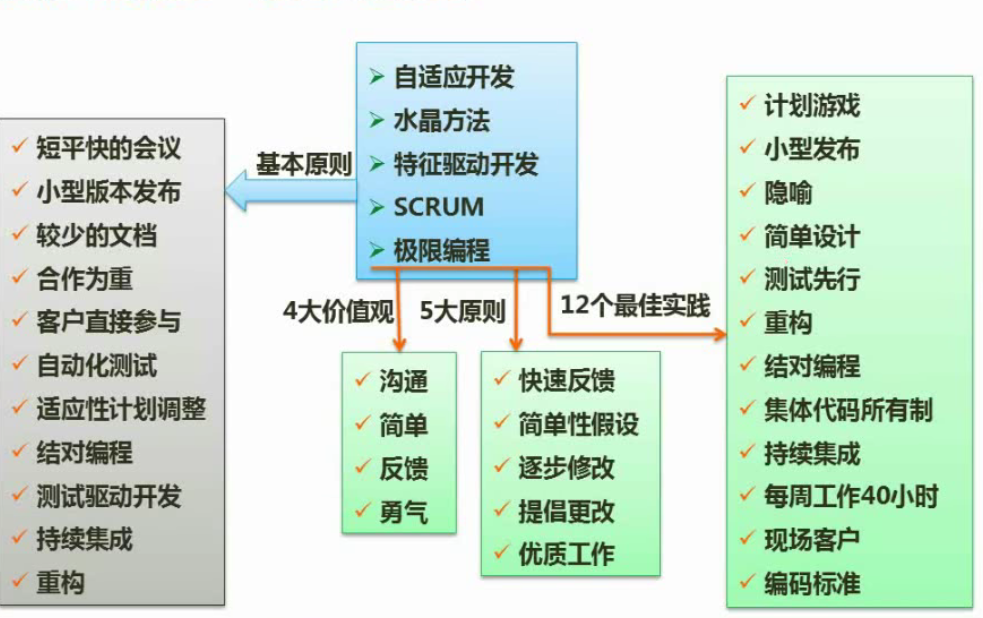 自适应开发
水晶方法
特征驱动开发
SCRUM
极限编程
基本原则
短平快的会议
小型版本发布
较少的文档
合作为重
客户直接参与
自动化测试
适应性计划调整
结对编程
测试驱动开发
持续集成
重构
4大价值观
沟通
简单
反馈
勇气
5大原则
快速反馈
简单性假设
逐步修改
提倡更改
优质工作
12个最佳实践
计划游戏
小型发布
隐喻
简单设计
测试先行
重构
结对编程
集体代码所有制
持续集成
每周工作40小时
现场客户
编码标准